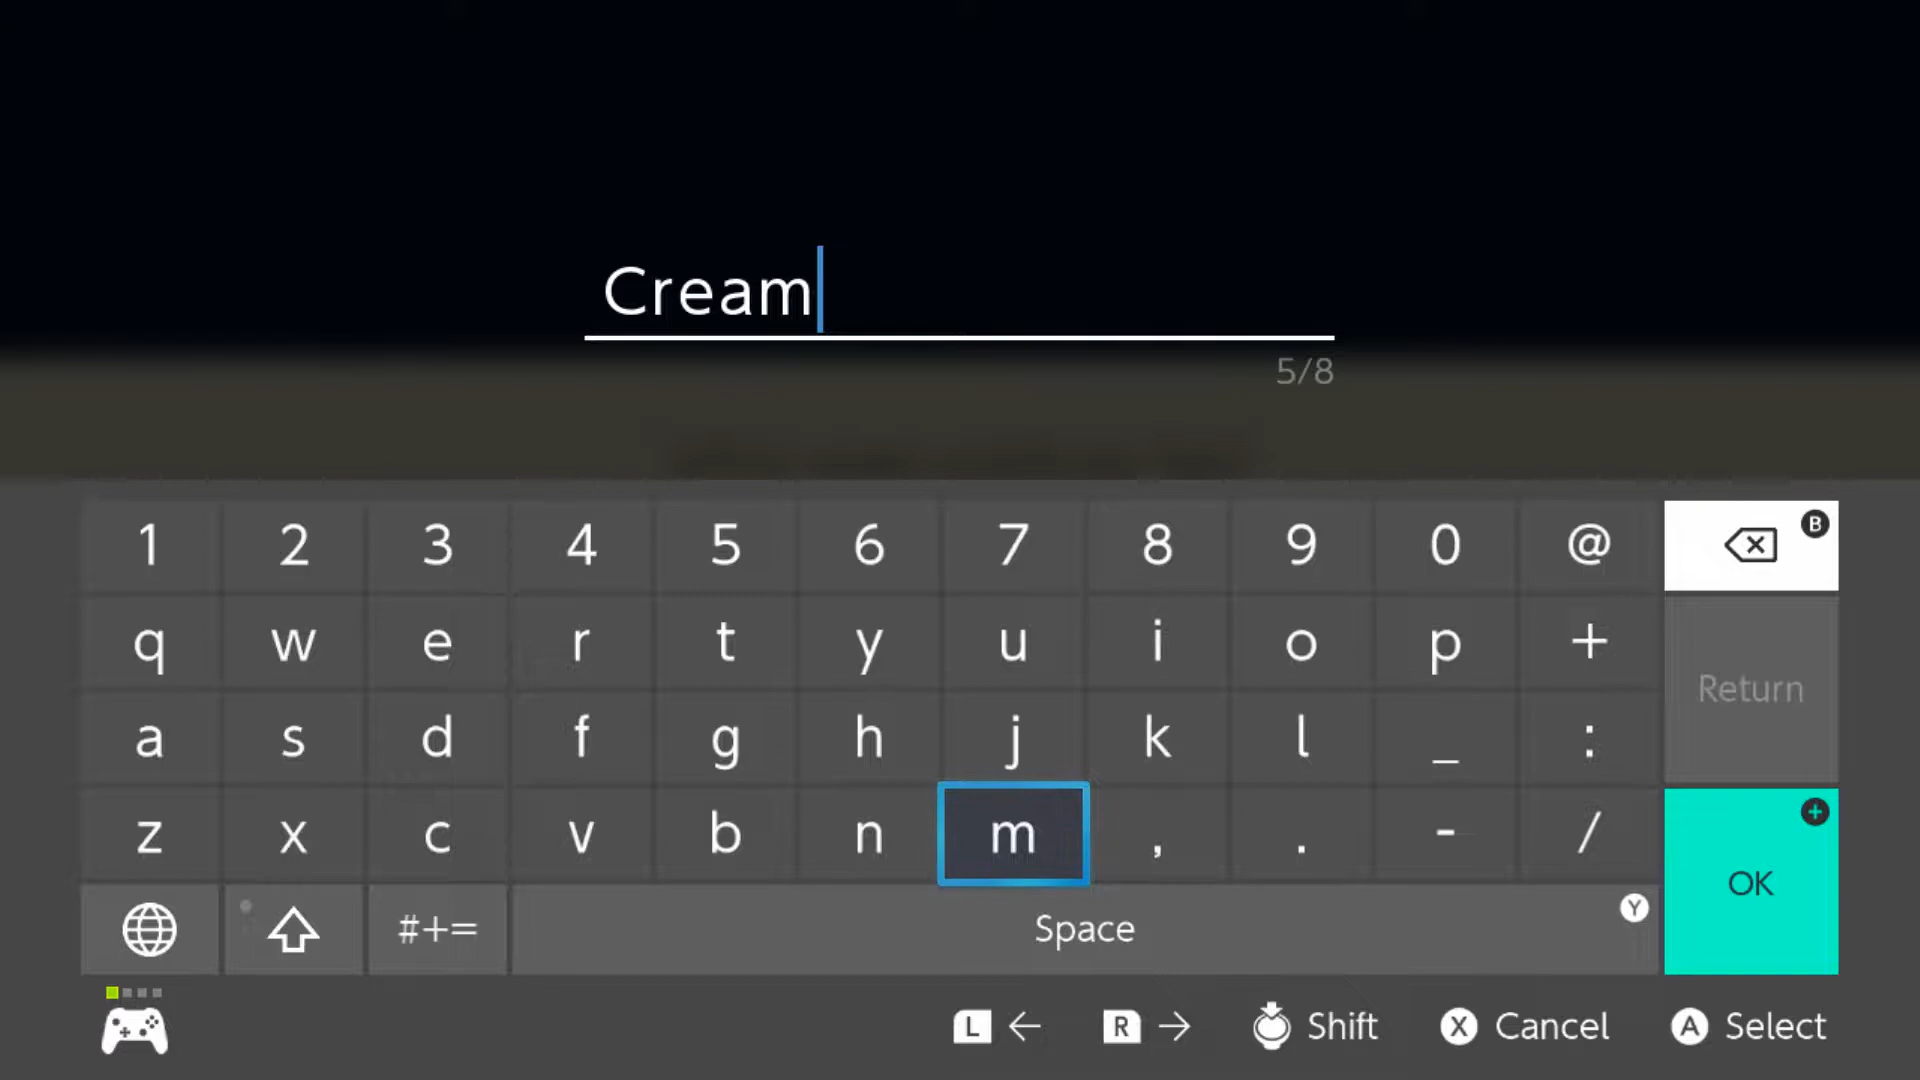 Cream
5/8
1 2 3 4 5 6 7 8 9 0 @ B
q w e r t y u i o p +
a s d f g h j k l _ : Return
z x c v b n m , . - / +
#+= Space Y OK
L ← R → Shift X Cancel A Select